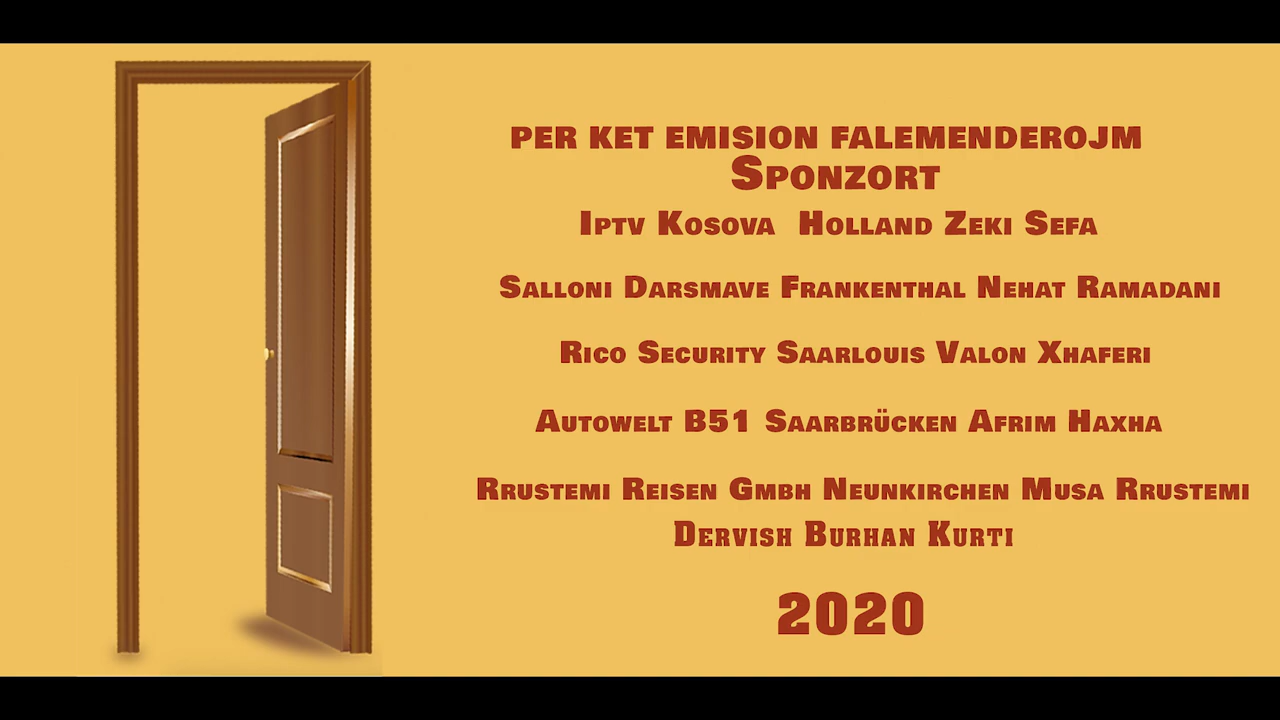 PER KET EMISION FALEMENDEROJM
SPONZORT
IPTV KOSOVA HOLLAND ZEKI SEFA
SALLONI DARSMAVE FRANKENTHAL NEHAT RAMADANI
RICO SECURITY SAARLOUIS VALON XHAFERI
AUTOWELT B51 SAARBRÜCKEN AFRIM HAXHA
RRUSTEMI REISEN GMBH NEUNKIRCHEN MUSA RRUSTEMI
DERVISH BURHAN KURTI
2020